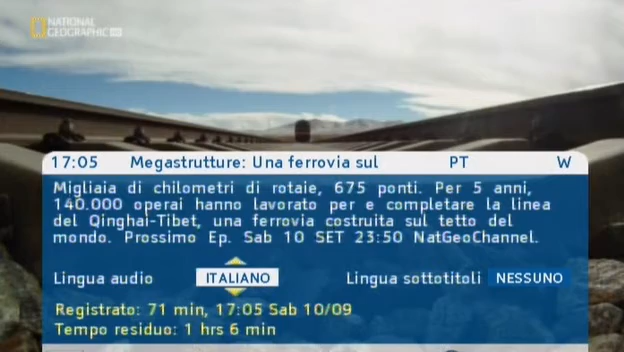 NATIONAL
GEOGRAPHIC HD
17:05 Megastrutture: Una ferrovia sul PT W
Migliaia di chilometri di rotaie, 675 ponti. Per 5 anni,
140.000 operai hanno lavorato per e completare la linea
del Qinghai-Tibet, una ferrovia costruita sul tetto del
mondo. Prossimo Ep. Sab 10 SET 23:50 NatGeoChannel.
Lingua audio ITALIANO Lingua sottotitoli NESSUNO
Registrato: 71 min, 17:05 Sab 10/09
Tempo residuo: 1 hrs 6 min